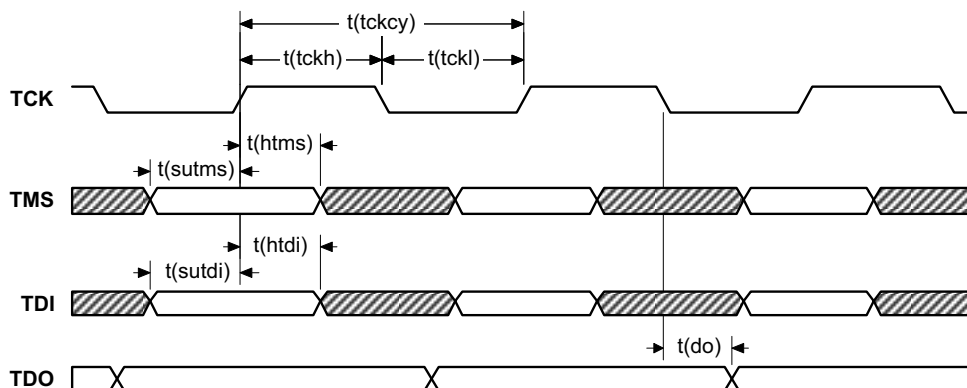 t(tckcy)
t(tckh) t(tckl)
TCK
t(htms)
t(sutms)
TMS
t(htdi)
t(sutdi)
TDI
t(do)
TDO